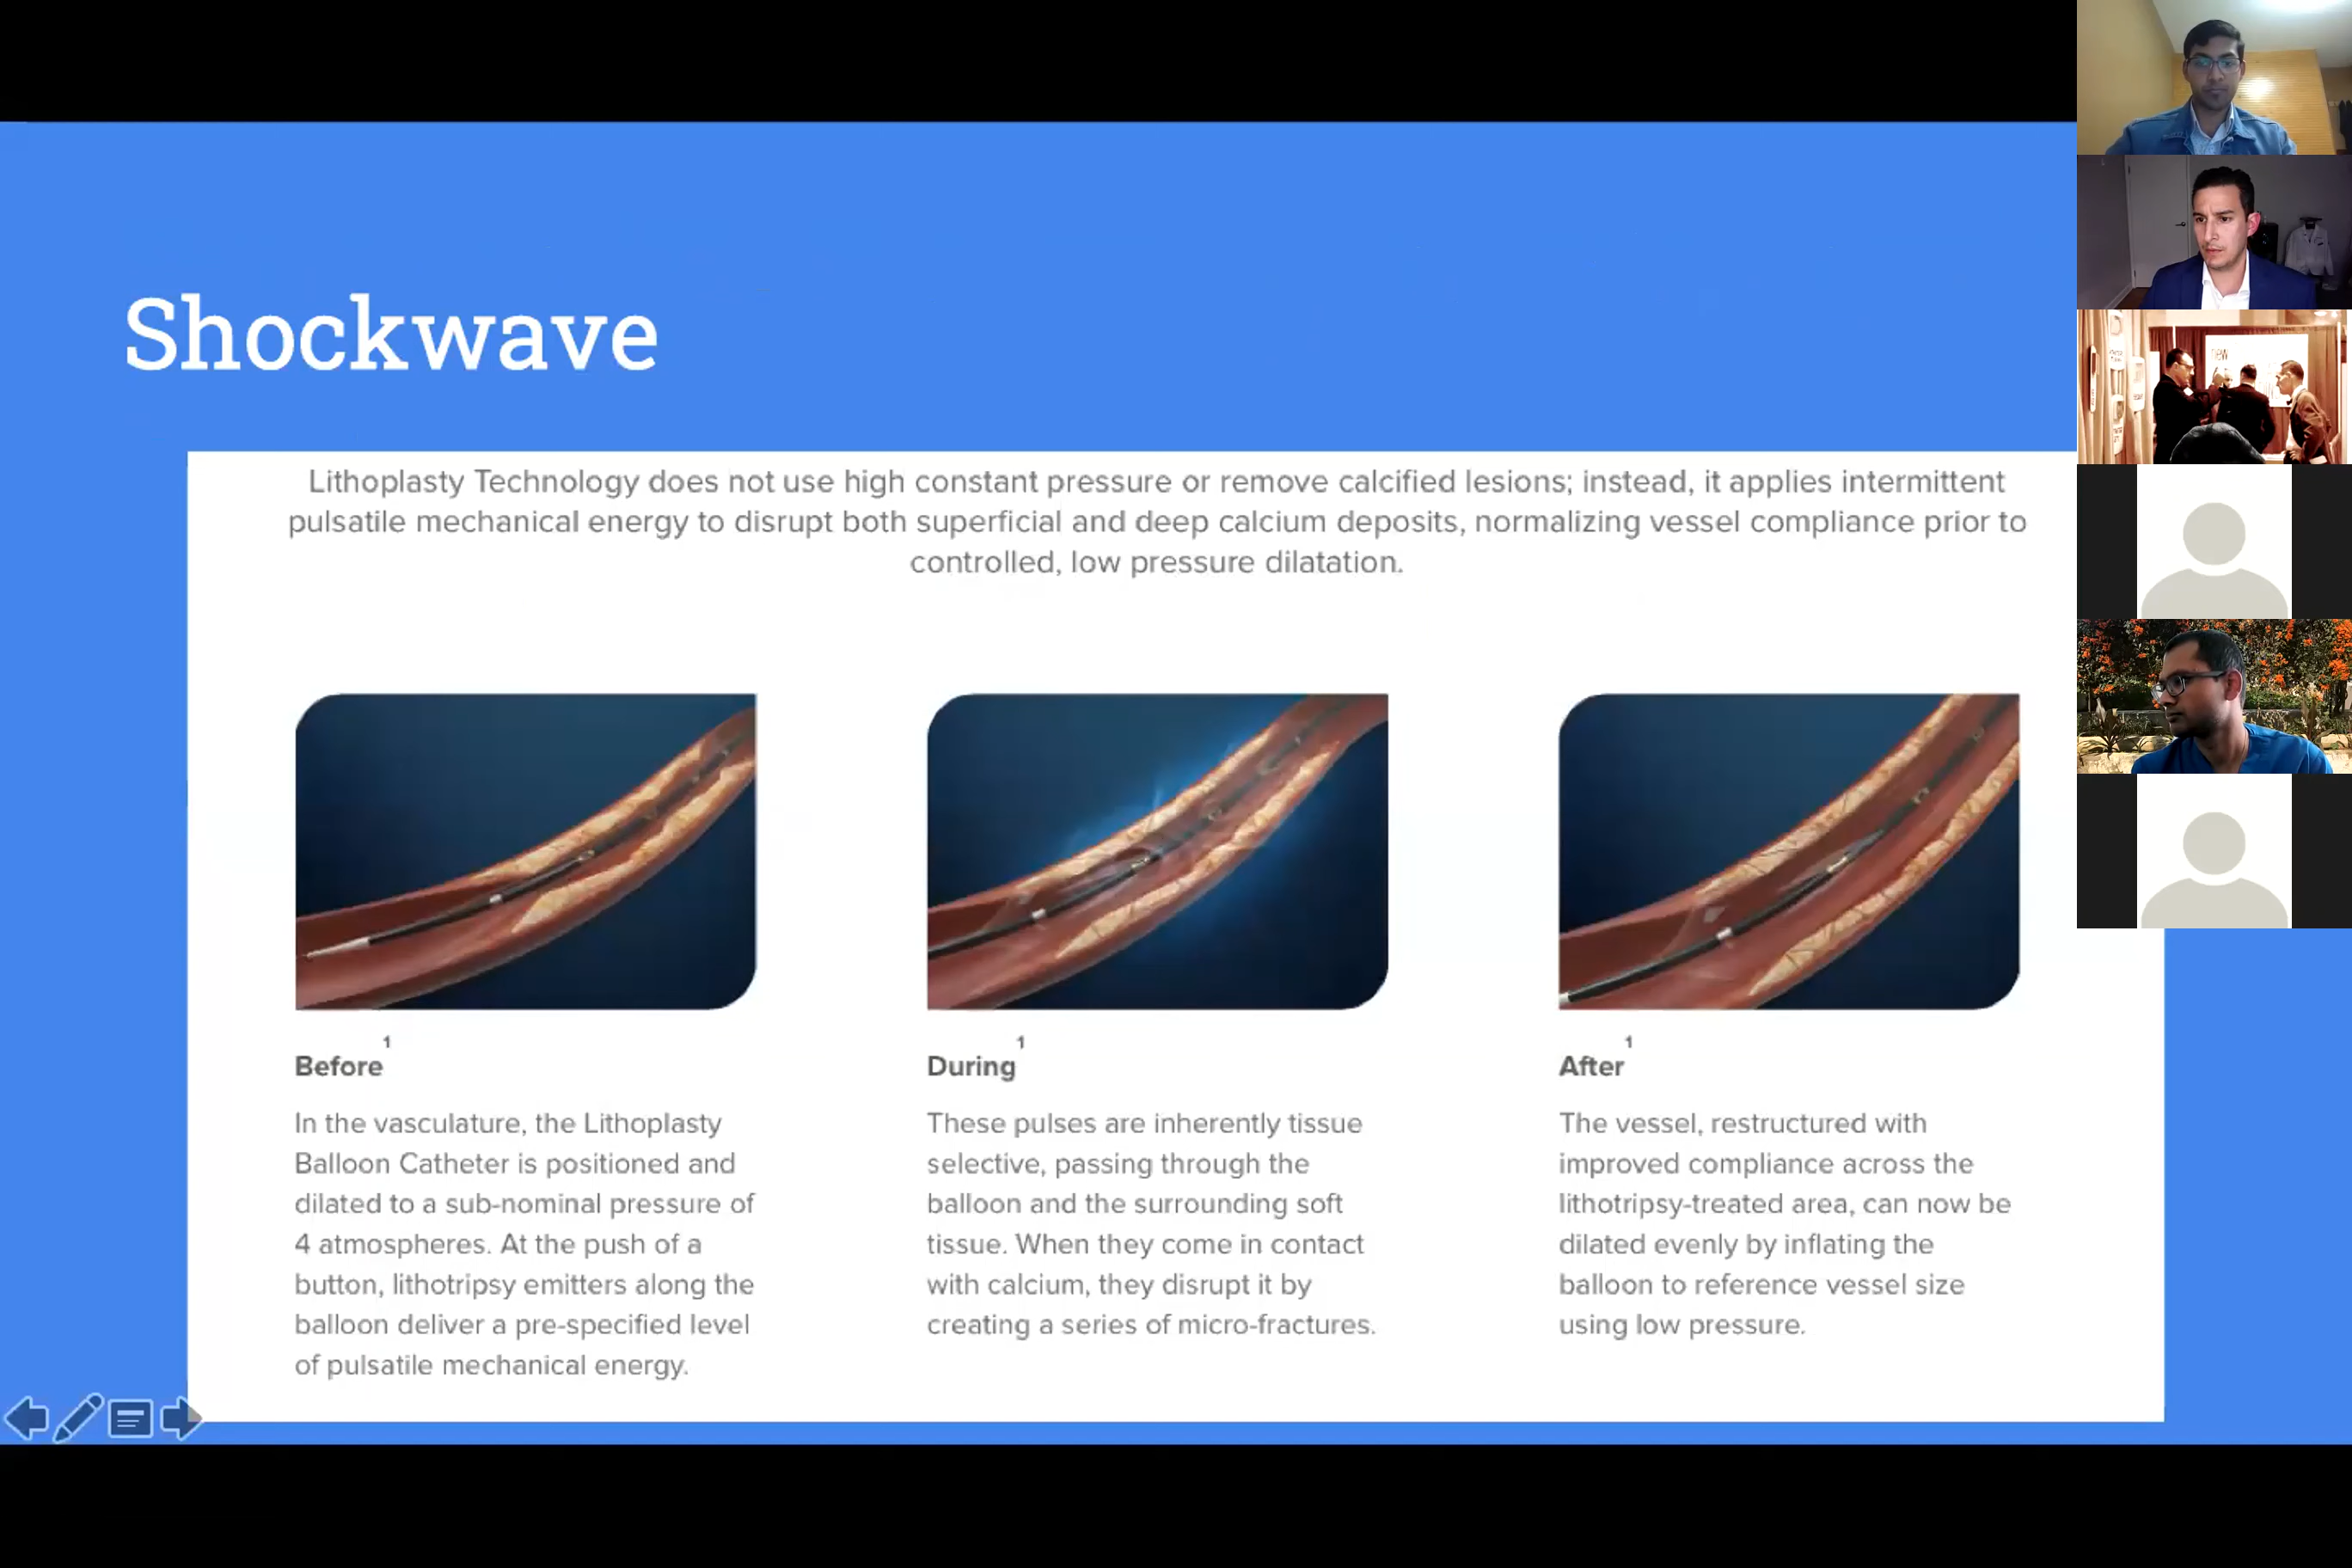 Shockwave
Lithoplasty Technology does not use high constant pressure or remove calcified lesions; instead, it applies intermittent
pulsatile mechanical energy to disrupt both superficial and deep calcium deposits, normalizing vessel compliance prior to
controlled, low pressure dilatation.
Before1
In the vasculature, the Lithoplasty
Balloon Catheter is positioned and
dilated to a sub-nominal pressure of
4 atmospheres. At the push of a
button, lithotripsy emitters along the
balloon deliver a pre-specified level
of pulsatile mechanical energy.
During1
These pulses are inherently tissue
selective, passing through the
balloon and the surrounding soft
tissue. When they come in contact
with calcium, they disrupt it by
creating a series of micro-fractures.
After1
The vessel, restructured with
improved compliance across the
lithotripsy-treated area, can now be
dilated evenly by inflating the
balloon to reference vessel size
using low pressure.